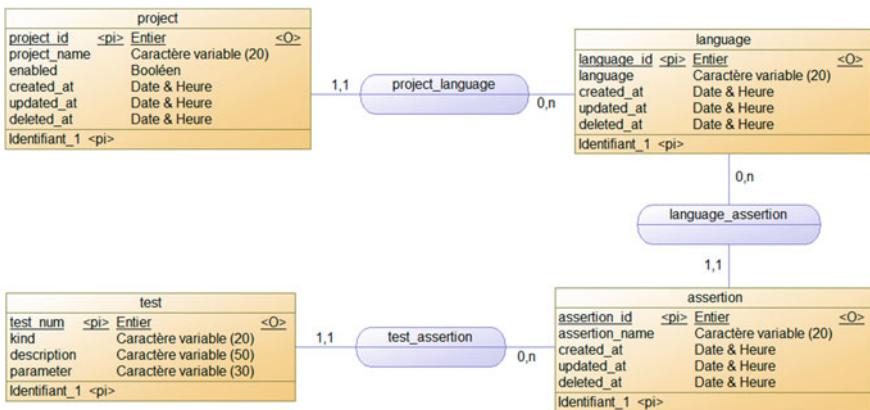 project
project_id <pi> Entier <O>
project_name Caractère variable (20)
enabled Booléen
created_at Date & Heure
updated_at Date & Heure
deleted_at Date & Heure
Identifiant_1 <pi>
1,1
project_language
0,n
language
language_id <pi> Entier <O>
language Caractère variable (20)
created_at Date & Heure
updated_at Date & Heure
deleted_at Date & Heure
Identifiant_1 <pi>
0,n
language_assertion
1,1
test
test_num <pi> Entier <O>
kind Caractère variable (20)
description Caractère variable (50)
parameter Caractère variable (30)
Identifiant_1 <pi>
1,1
test_assertion
0,n
assertion
assertion_id <pi> Entier <O>
assertion_name Caractère variable (20)
created_at Date & Heure
updated_at Date & Heure
deleted_at Date & Heure
Identifiant_1 <pi>